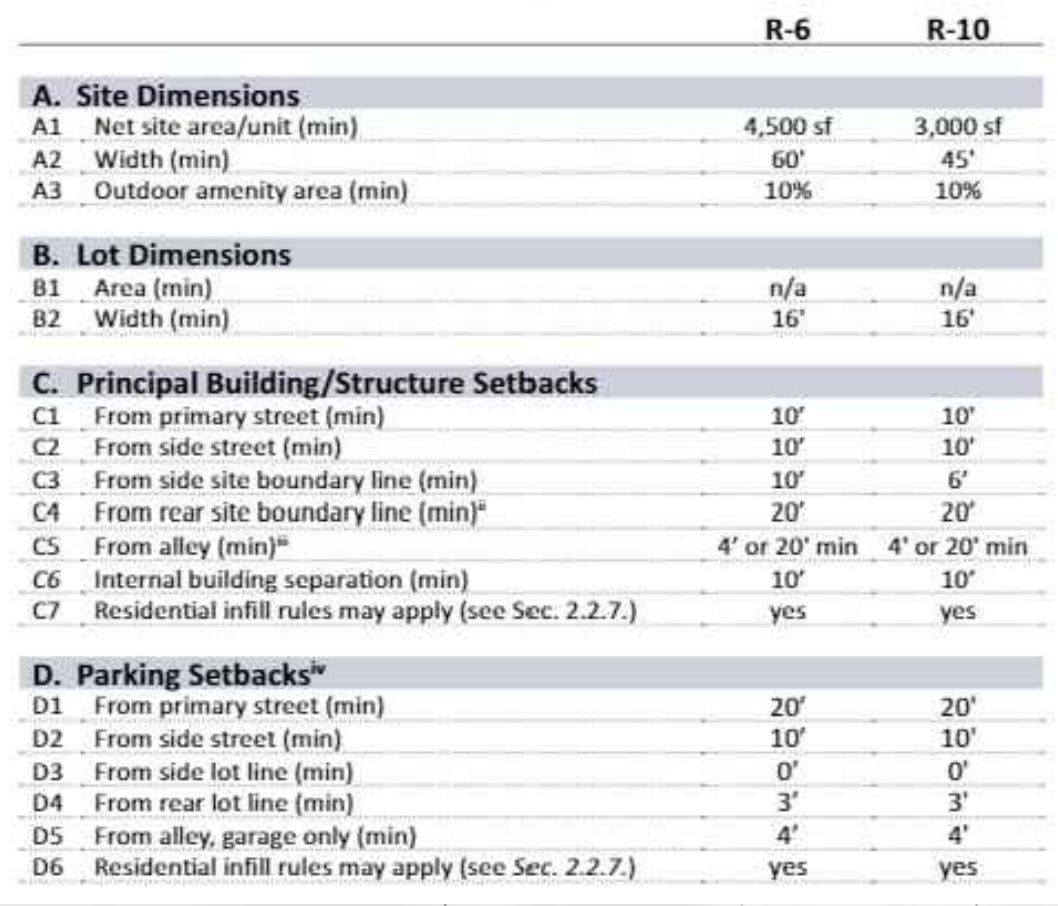 R-6 R-10
A. Site Dimensions
A1 Net site area/unit (min) 4,500 sf 3,000 sf
A2 Width (min) 60' 45'
A3 Outdoor amenity area (min) 10% 10%
B. Lot Dimensions
B1 Area (min) n/a n/a
B2 Width (min) 16' 16'
C. Principal Building/Structure Setbacks
C1 From primary street (min) 10' 10'
C2 From side street (min) 10' 10'
C3 From side site boundary line (min) 10' 6'
C4 From rear site boundary line (min)ⁱⁱ 20' 20'
C5 From alley (min)ⁱⁱⁱ 4' or 20' min 4' or 20' min
C6 Internal building separation (min) 10' 10'
C7 Residential infill rules may apply (see Sec. 2.2.7.) yes yes
D. Parking Setbacksⁱᵛ
D1 From primary street (min) 20' 20'
D2 From side street (min) 10' 10'
D3 From side lot line (min) 0' 0'
D4 From rear lot line (min) 3' 3'
D5 From alley, garage only (min) 4' 4'
D6 Residential infill rules may apply (see Sec. 2.2.7.) yes yes